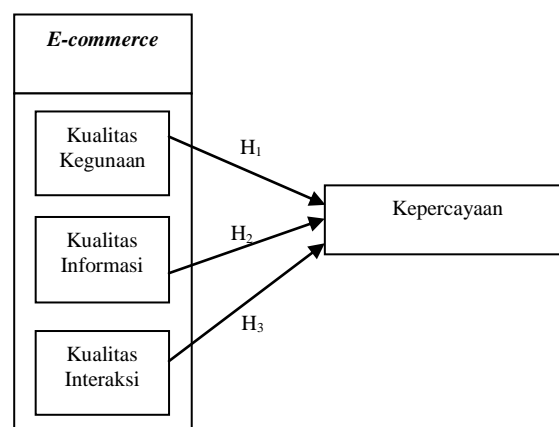 E-commerce
Kualitas
Kegunaan
H1
Kepercayaan
Kualitas
Informasi
H2
H3
Kualitas
Interaksi